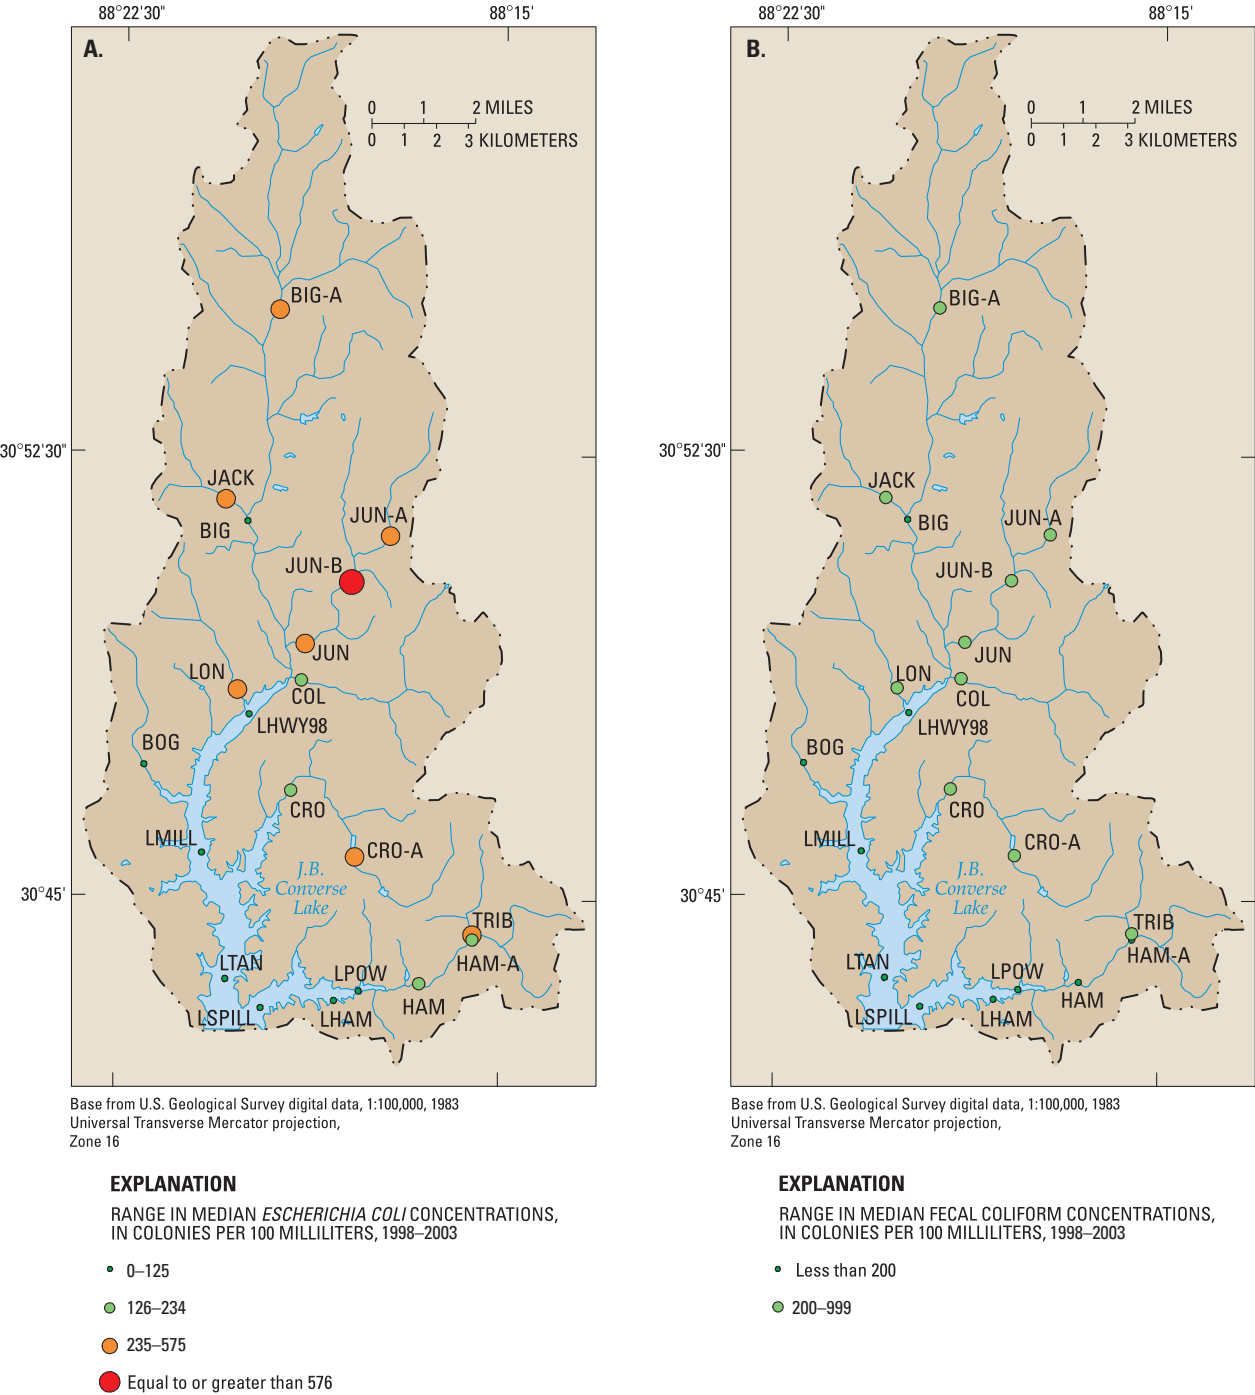 88°22'30"
88°15'
A.
0 1 2 MILES
0 1 2 3 KILOMETERS
BIG-A
30°52'30"
JACK
BIG
JUN-A
JUN-B
JUN
LON
COL
LHWY98
BOG
CRO
LMILL
CRO-A
J.B.
Converse
Lake
30°45'
TRIB
HAM-A
LTAN
LPOW
HAM
LSPILL
LHAM
Base from U.S. Geological Survey digital data, 1:100,000, 1983
Universal Transverse Mercator projection,
Zone 16
EXPLANATION
RANGE IN MEDIAN ESCHERICHIA COLI CONCENTRATIONS,
IN COLONIES PER 100 MILLILITERS, 1998–2003
0–125
126–234
235–575
Equal to or greater than 576
88°22'30"
88°15'
B.
0 1 2 MILES
0 1 2 3 KILOMETERS
BIG-A
30°52'30"
JACK
BIG
JUN-A
JUN-B
JUN
LON
COL
LHWY98
BOG
CRO
LMILL
CRO-A
J.B.
Converse
Lake
30°45'
TRIB
HAM-A
LTAN
LPOW
HAM
LSPILL
LHAM
Base from U.S. Geological Survey digital data, 1:100,000, 1983
Universal Transverse Mercator projection,
Zone 16
EXPLANATION
RANGE IN MEDIAN FECAL COLIFORM CONCENTRATIONS,
IN COLONIES PER 100 MILLILITERS, 1998–2003
Less than 200
200–999